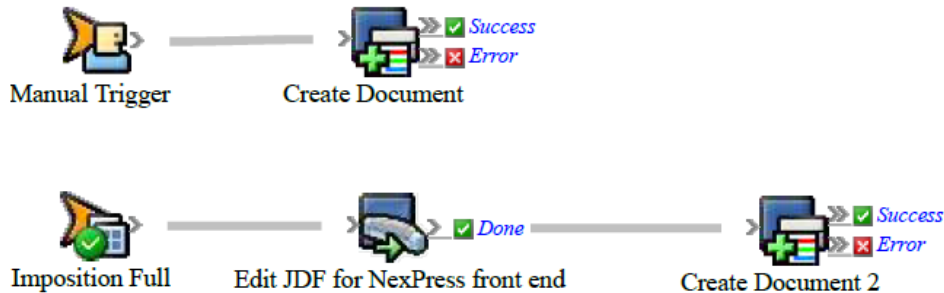 Success
Error
Manual Trigger
Create Document
Done
Success
Error
Imposition Full
Edit JDF for NexPress front end
Create Document 2